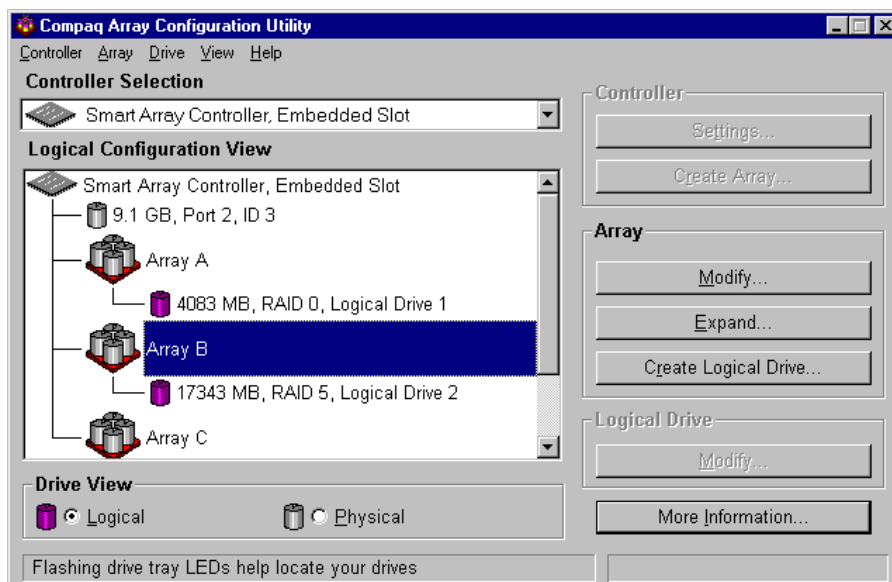 Compaq Array Configuration Utility
Controller Array Drive View Help
Controller Selection
Smart Array Controller, Embedded Slot
Logical Configuration View
Smart Array Controller, Embedded Slot
9.1 GB, Port 2, ID 3
Array A
4083 MB, RAID 0, Logical Drive 1
Array B
17343 MB, RAID 5, Logical Drive 2
Array C
Drive View
Logical Physical
Controller
Settings...
Create Array...
Array
Modify...
Expand...
Create Logical Drive...
Logical Drive
Modify...
More Information...
Flashing drive tray LEDs help locate your drives